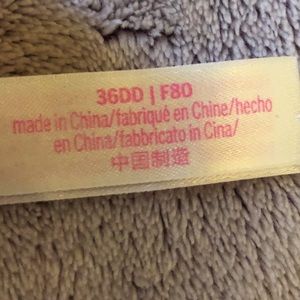 36DD | F80
made in China/fabriqué en Chine/hecho
en China/fabbricato in Cina/
中国制造